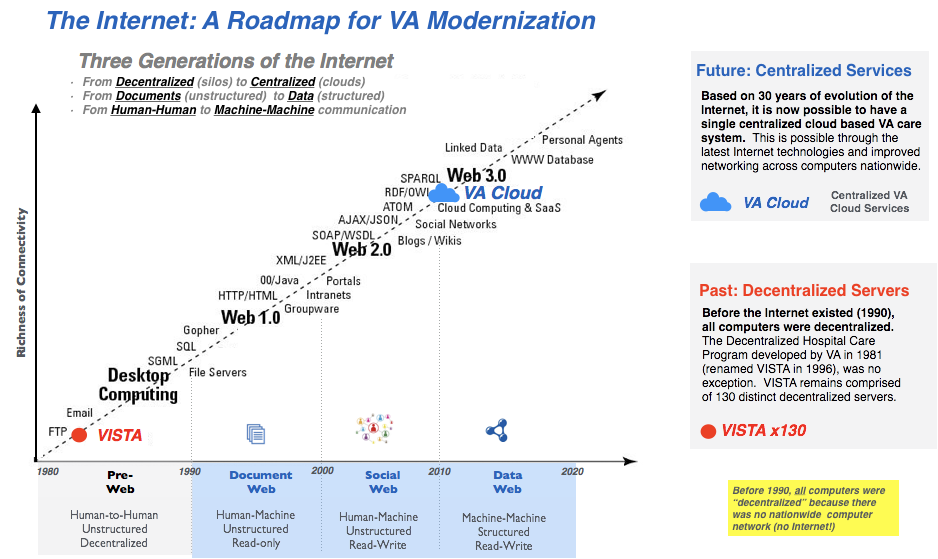 The Internet: A Roadmap for VA Modernization
Three Generations of the Internet
· From Decentralized (silos) to Centralized (clouds)
· From Documents (unstructured) to Data (structured)
· Fom Human-Human to Machine-Machine communication
Richness of Connectivity
Personal Agents
Linked Data
WWW Database
SPARQL
Web 3.0
RDF/OWL
VA Cloud
ATOM
Cloud Computing & SaaS
AJAX/JSON
Social Networks
SOAP/WSDL
Blogs / Wikis
Web 2.0
XML/J2EE
00/Java
Portals
HTTP/HTML
Intranets
Groupware
Web 1.0
Gopher
SQL
SGML
File Servers
Desktop
Computing
Email
FTP
VISTA
1980
1990
2000
2010
2020
Pre-
Web
Human-to-Human
Unstructured
Decentralized
Document
Web
Human-Machine
Unstructured
Read-only
Social
Web
Human-Machine
Unstructured
Read-Write
Data
Web
Machine-Machine
Structured
Read-Write
Future: Centralized Services
Based on 30 years of evolution of the
Internet, it is now possible to have a
single centralized cloud based VA care
system. This is possible through the
latest Internet technologies and improved
networking across computers nationwide.
VA Cloud
Centralized VA
Cloud Services
Past: Decentralized Servers
Before the Internet existed (1990),
all computers were decentralized.
The Decentralized Hospital Care
Program developed by VA in 1981
(renamed VISTA in 1996), was no
exception. VISTA remains comprised
of 130 distinct decentralized servers.
VISTA x130
Before 1990, all computers were
“decentralized” because there
was no nationwide computer
network (no Internet!)